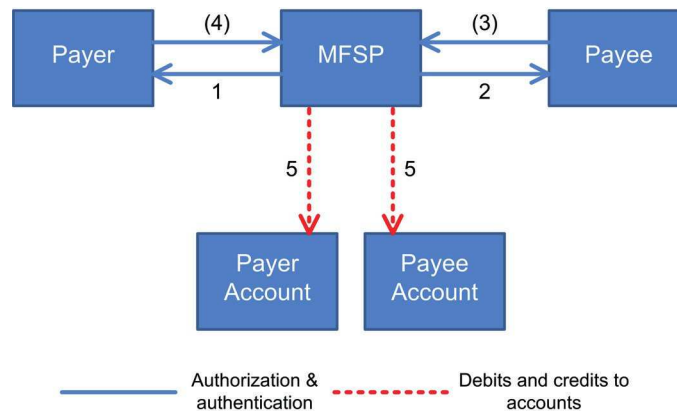 (4)
(3)
Payer
MFSP
Payee
1
2
5
5
Payer
Account
Payee
Account
Authorization &
authentication
Debits and credits to
accounts